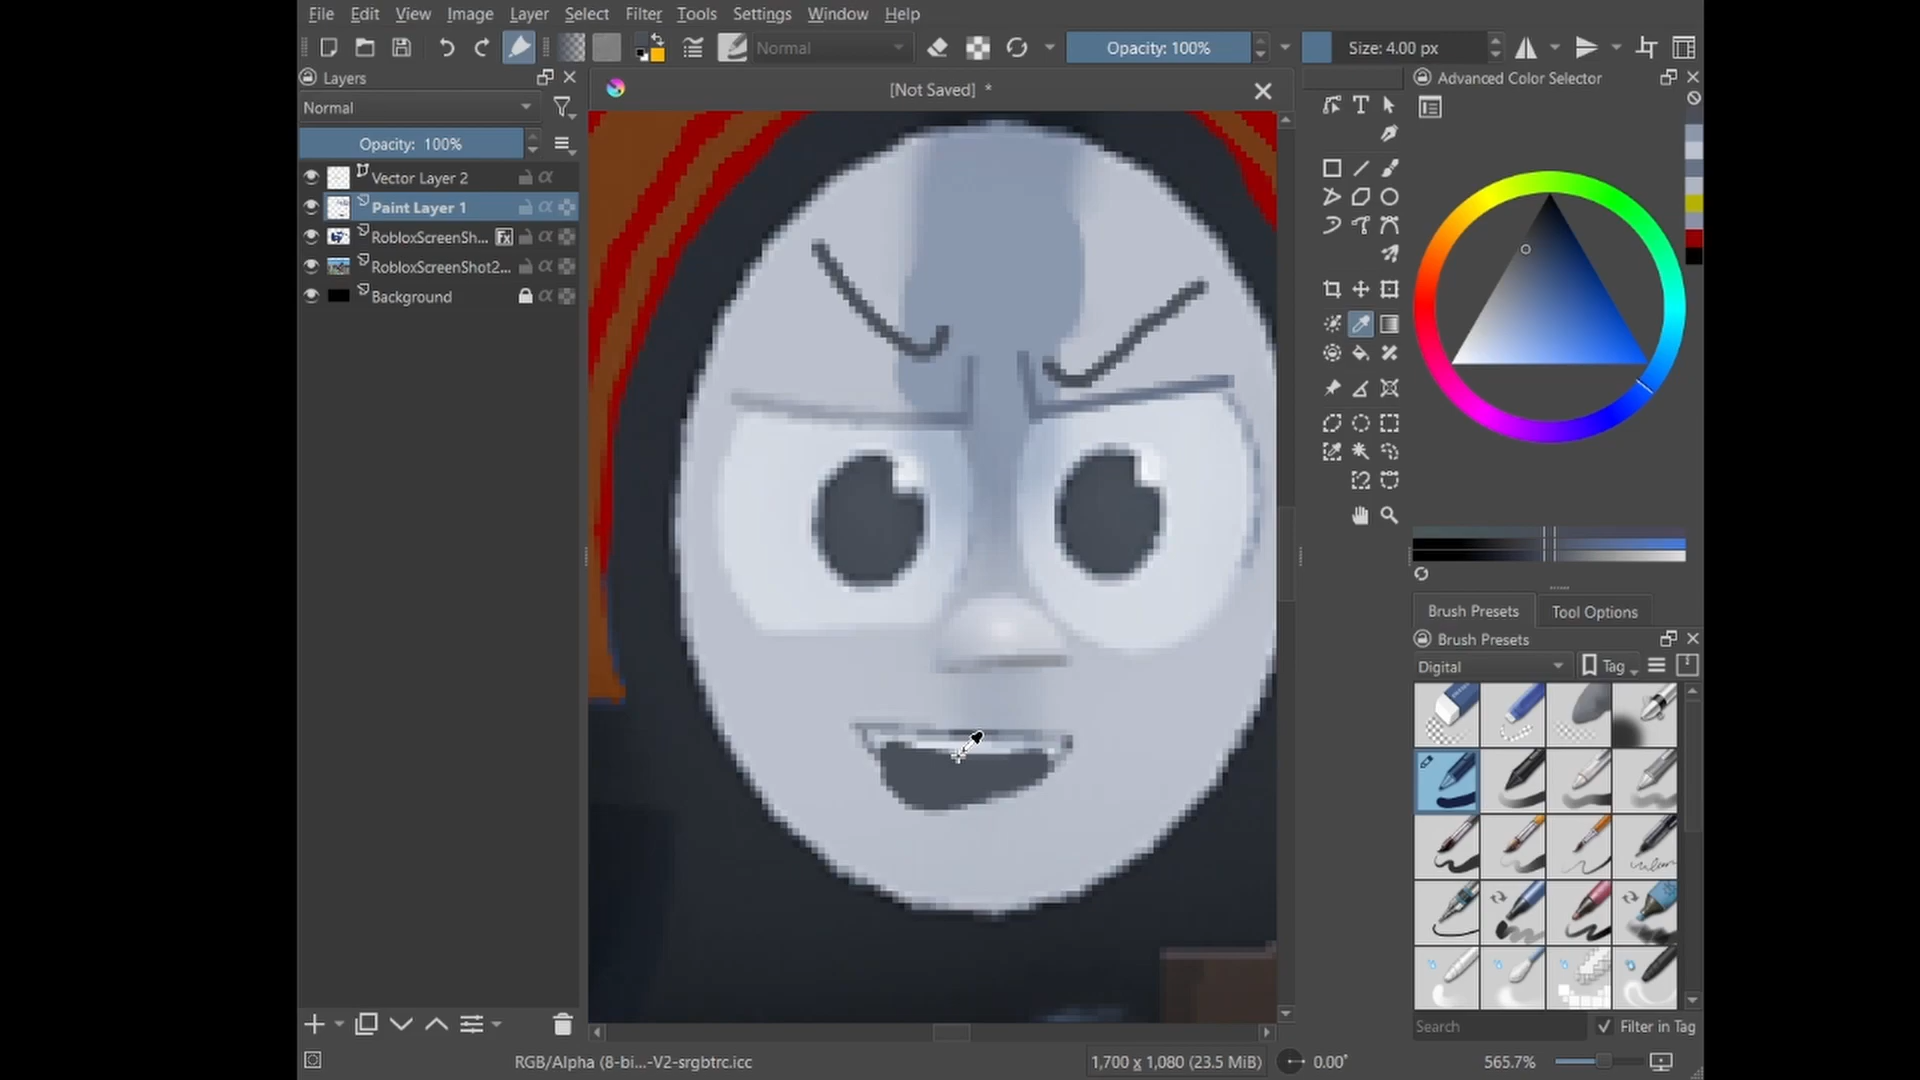 File Edit View Image Layer Select Filter Tools Settings Window Help
Normal Opacity: 100% Size: 4.00 px
Layers
[Not Saved] *
Advanced Color Selector
Normal
Opacity: 100%
Vector Layer 2
Paint Layer 1
RobloxScreenSh... Fx
RobloxScreenShot2...
Background
Brush Presets Tool Options
Brush Presets
Digital Tag
Search Filter in Tag
RGB/Alpha (8-bi...-V2-srgbtrc.icc 1,700 x 1,080 (23.5 MiB) 0.00° 565.7%